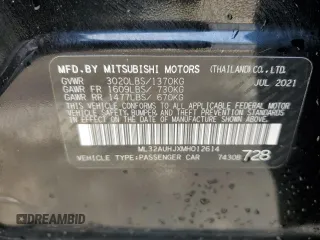 MFD.BY MITSUBISHI MOTORS (THAILAND)CO.,LTD.
GVWR 3020LBS/1370KG JUL 2021
GAWR FR 1609LBS/ 730KG
GAWR RR 1477LBS/ 670KG
THIS VEHICLE CONFORMS TO ALL APPLICABLE
FEDERAL MOTOR VEHICLE SAFETY, BUMPER, AND THEFT
PREVENTION STANDARDS IN EFFECT ON THE DATE OF
MANUFACTURE SHOWN ABOVE.
ML32AUHJXMH012614
VEHICLE TYPE:PASSENGER CAR 7430B 728
© SOLD.BIDCARS